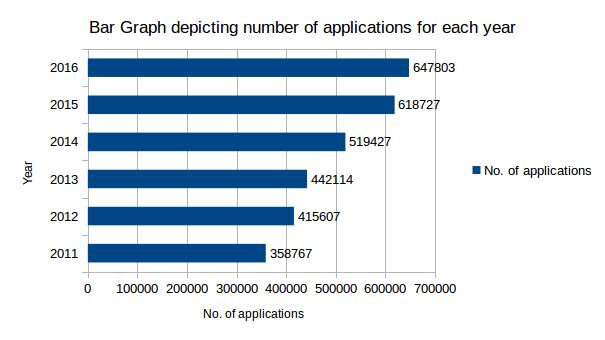 Bar Graph depicting number of applications for each year
2016
647803
2015
618727
2014
519427
2013
442114
2012
415607
2011
358767
Year
No. of applications
0 100000 200000 300000 400000 500000 600000 700000
No. of applications